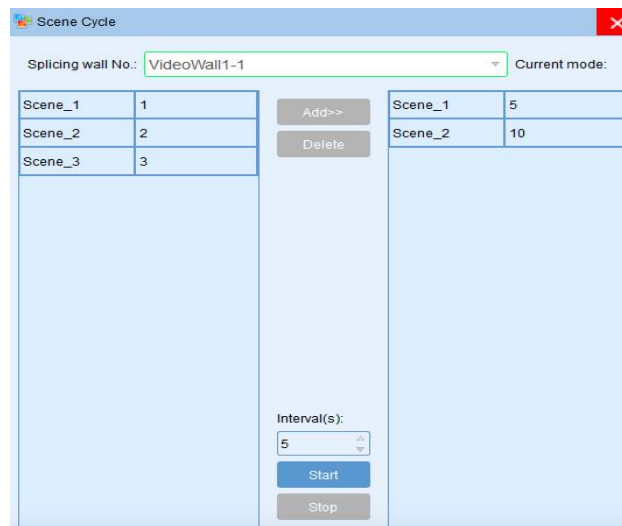 Scene Cycle
Splicing wall No.: VideoWall1-1 Current mode:
Scene_1 1
Scene_2 2
Scene_3 3
Add>>
Delete
Scene_1 5
Scene_2 10
Interval(s):
5
Start
Stop